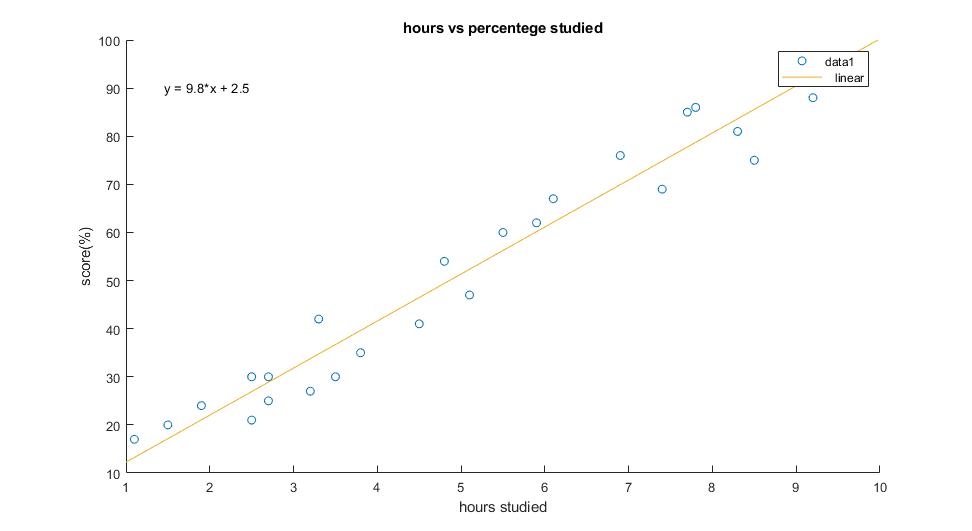 hours vs percentege studied
100
90
80
70
60
50
40
30
20
10
score(%)
y = 9.8*x + 2.5
data1
linear
1 2 3 4 5 6 7 8 9 10
hours studied